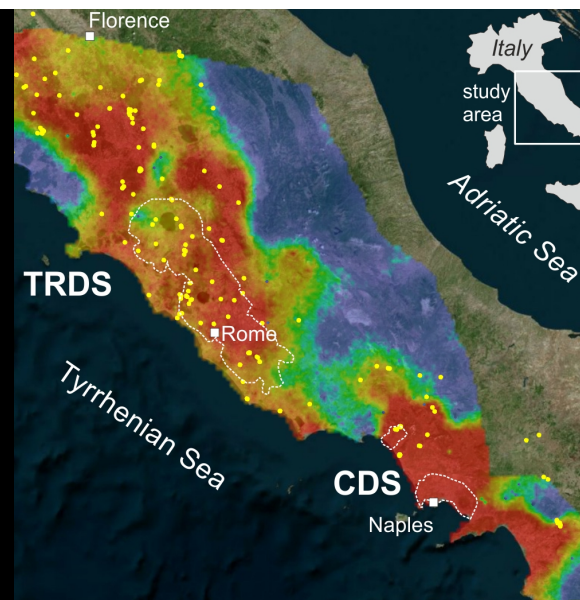 Florence
Italy
study
area
Adriatic Sea
TRDS
Rome
Tyrrhenian Sea
CDS
Naples